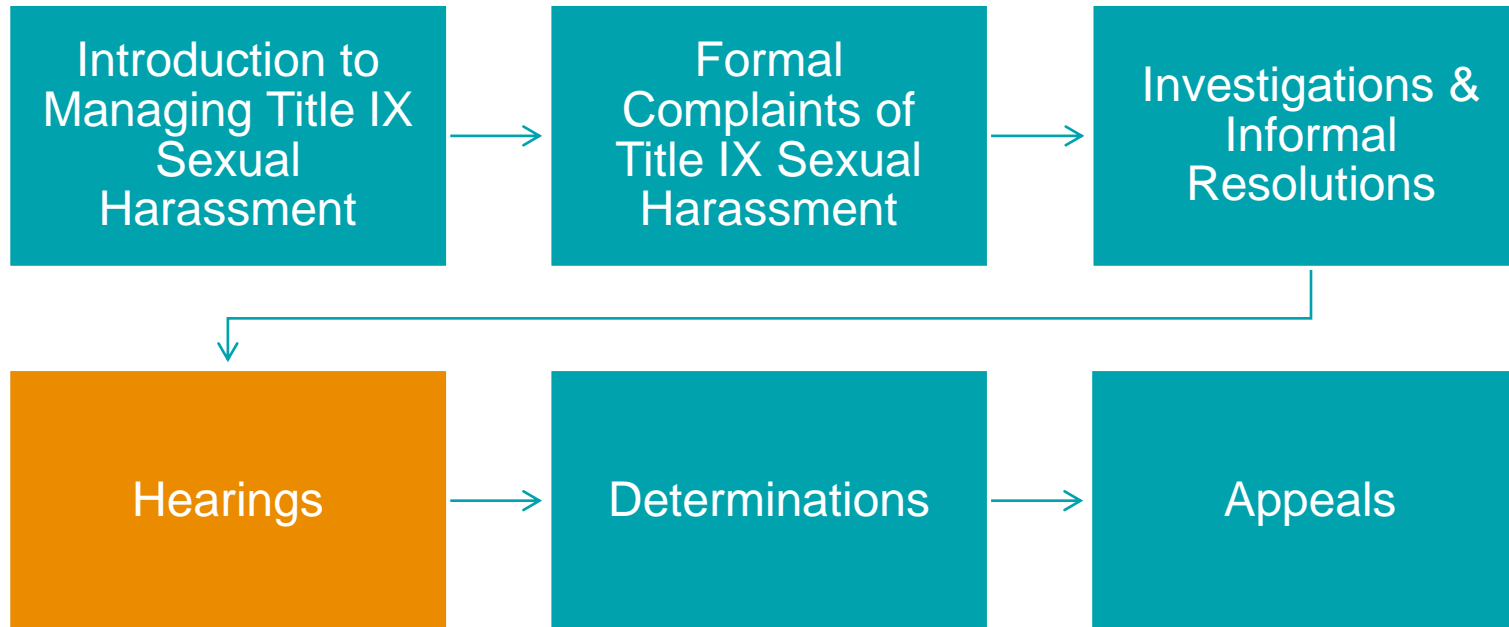 Introduction to
Managing Title IX
Sexual
Harassment
Formal
Complaints of
Title IX Sexual
Harassment
Investigations &
Informal
Resolutions
Hearings
Determinations
Appeals